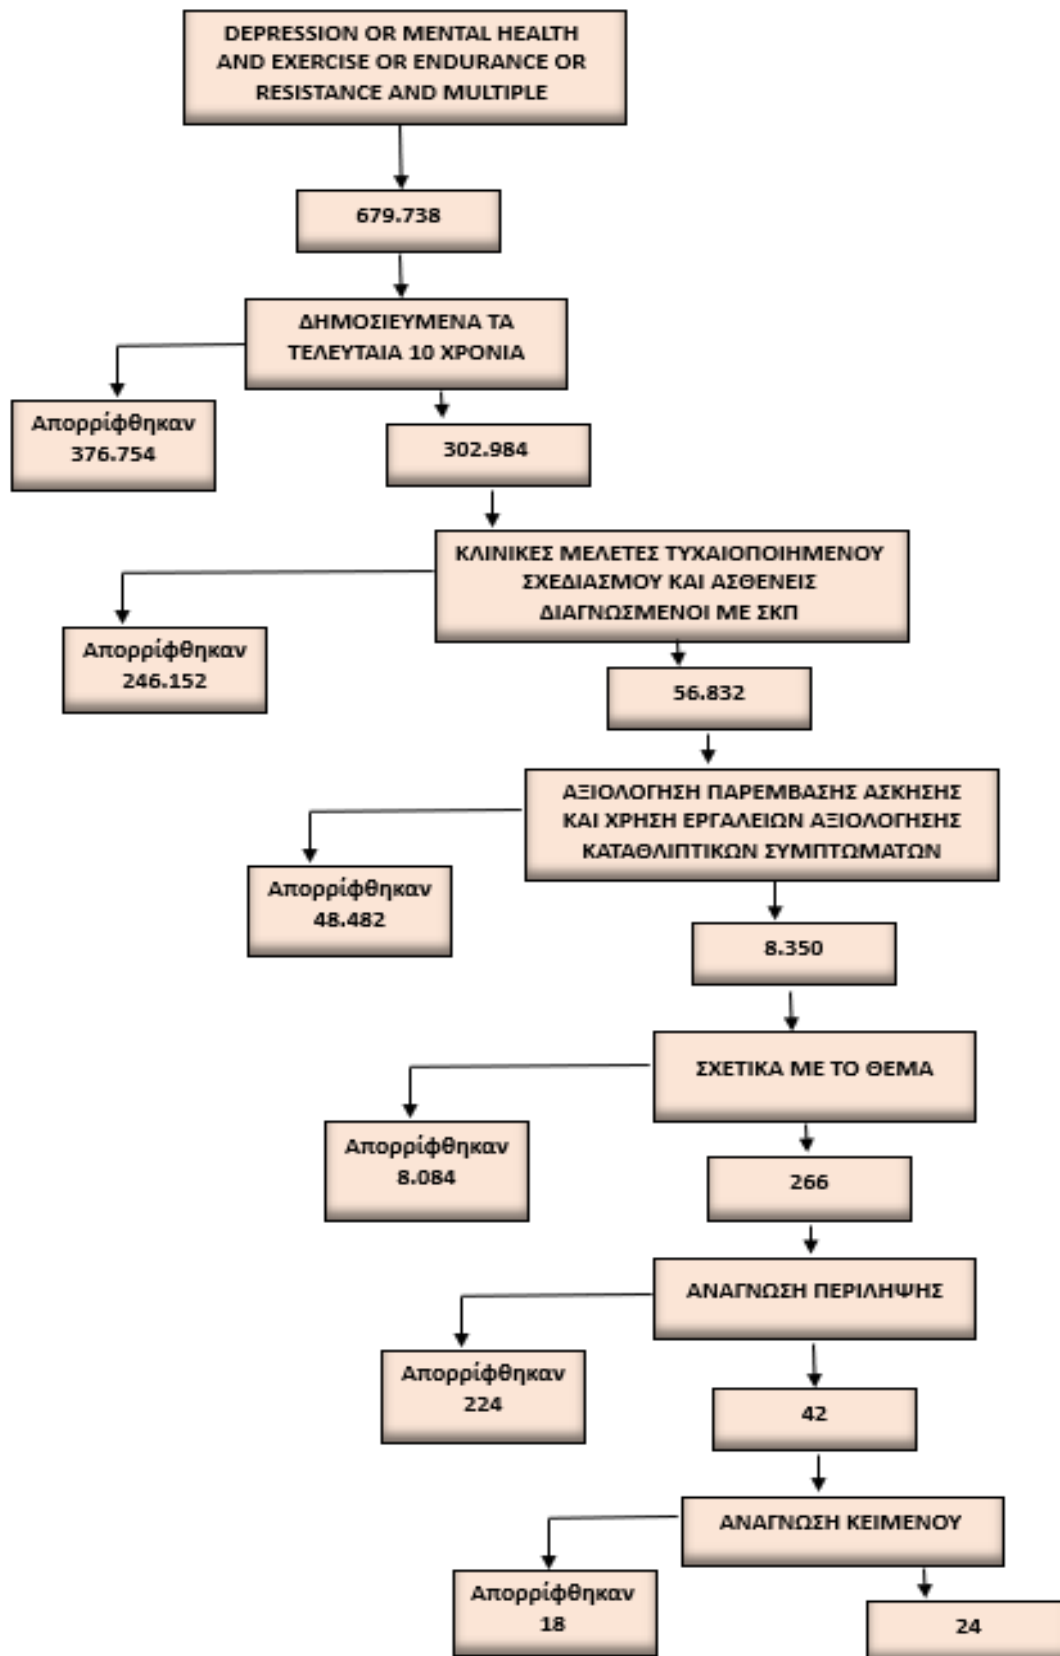 DEPRESSION OR MENTAL HEALTH
AND EXERCISE OR ENDURANCE OR
RESISTANCE AND MULTIPLE
679.738
ΔΗΜΟΣΙΕΥΜΕΝΑ ΤΑ
ΤΕΛΕΥΤΑΙΑ 10 ΧΡΟΝΙΑ
Απορρίφθηκαν
376.754
302.984
ΚΛΙΝΙΚΕΣ ΜΕΛΕΤΕΣ ΤΥΧΑΙΟΠΟΙΗΜΕΝΟΥ
ΣΧΕΔΙΑΣΜΟΥ ΚΑΙ ΑΣΘΕΝΕΙΣ
ΔΙΑΓΝΩΣΜΕΝΟΙ ΜΕ ΣΚΠ
Απορρίφθηκαν
246.152
56.832
ΑΞΙΟΛΟΓΗΣΗ ΠΑΡΕΜΒΑΣΗΣ ΑΣΚΗΣΗΣ
ΚΑΙ ΧΡΗΣΗ ΕΡΓΑΛΕΙΩΝ ΑΞΙΟΛΟΓΗΣΗΣ
ΚΑΤΑΘΛΙΠΤΙΚΩΝ ΣΥΜΠΤΩΜΑΤΩΝ
Απορρίφθηκαν
48.482
8.350
ΣΧΕΤΙΚΑ ΜΕ ΤΟ ΘΕΜΑ
Απορρίφθηκαν
8.084
266
ΑΝΑΓΝΩΣΗ ΠΕΡΙΛΗΨΗΣ
Απορρίφθηκαν
224
42
ΑΝΑΓΝΩΣΗ ΚΕΙΜΕΝΟΥ
Απορρίφθηκαν
18
24